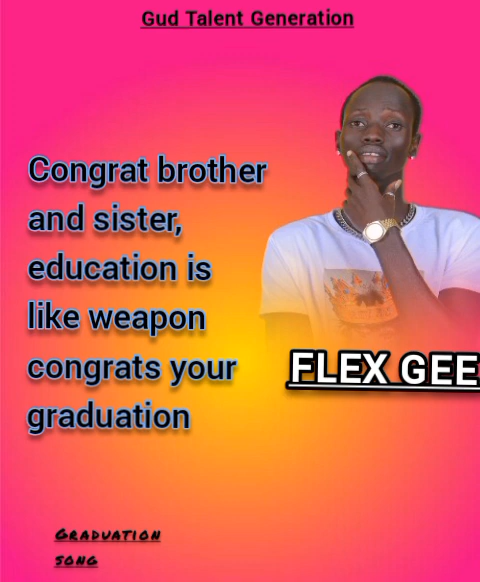 Gud Talent Generation
Congrat brother
and sister,
education is
like weapon
congrats your
graduation
FLEX GEE
GRADUATION
SONG